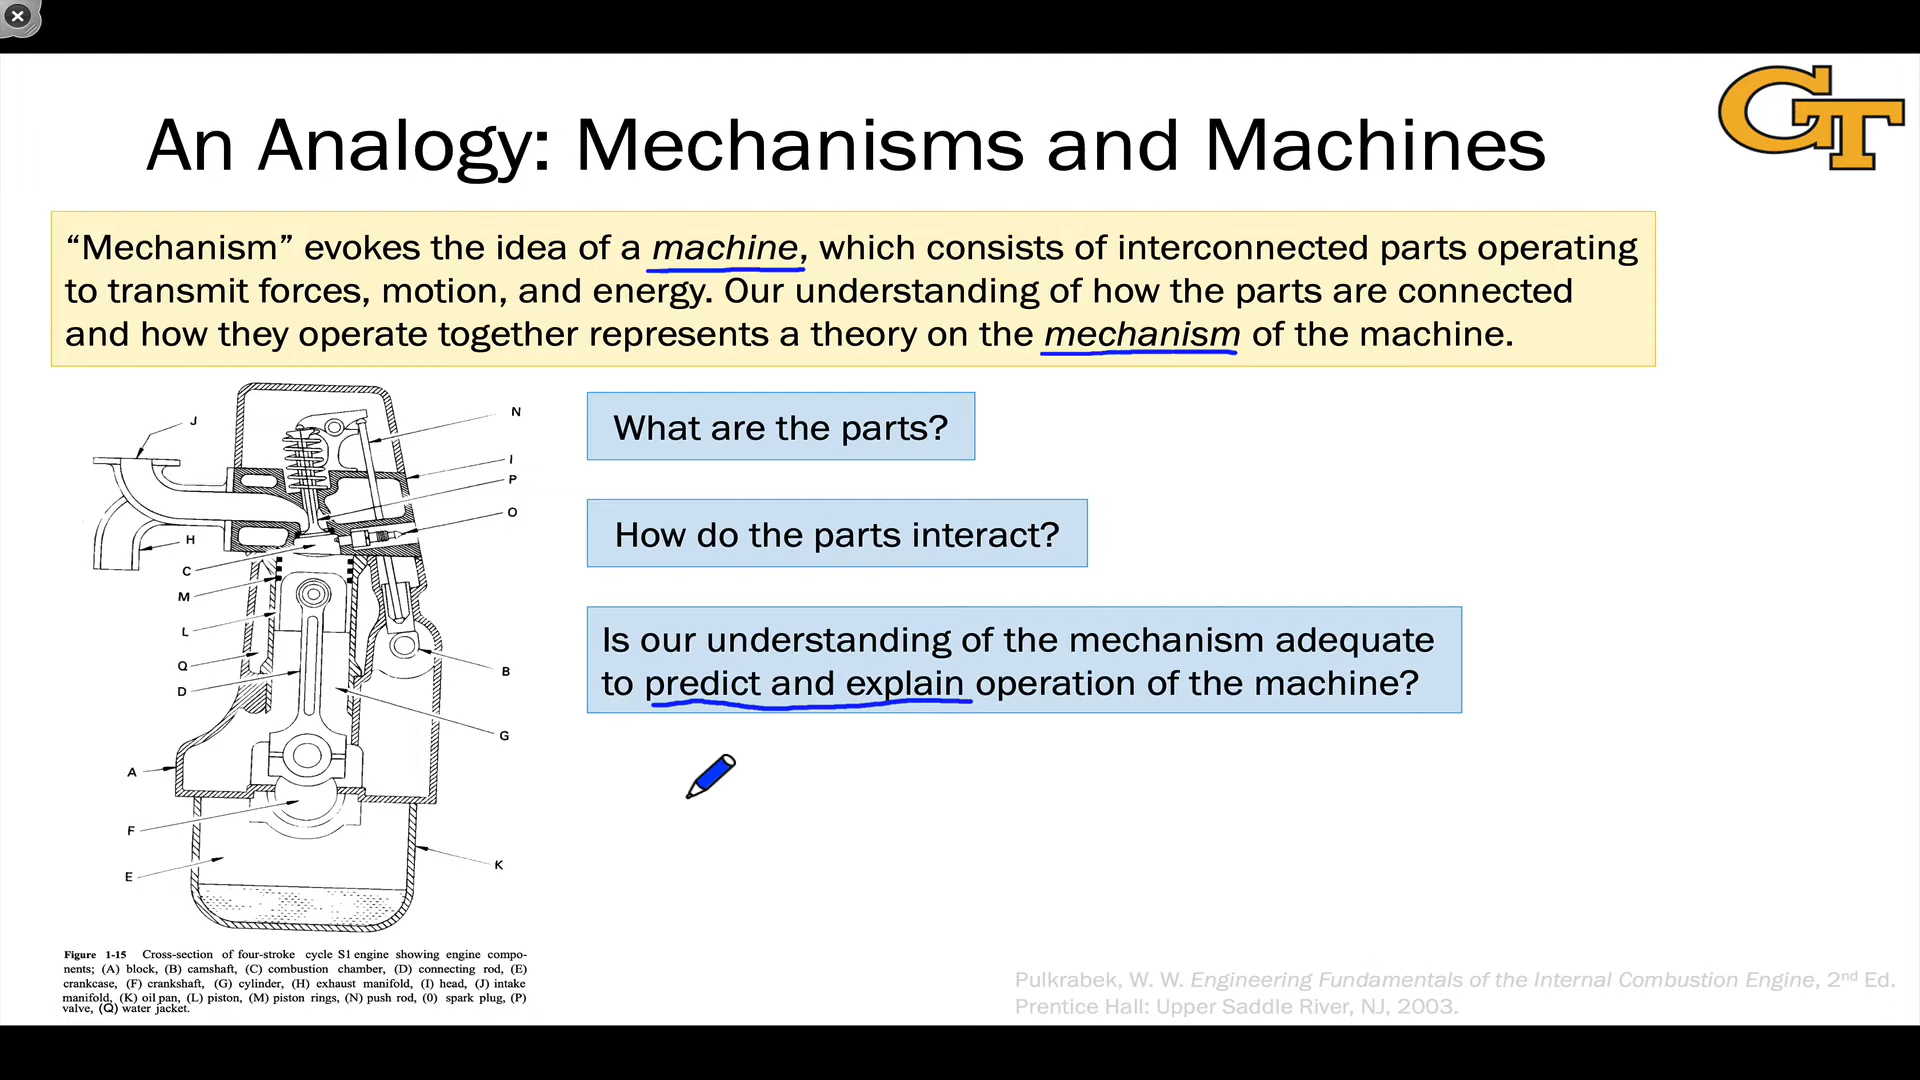 An Analogy: Mechanisms and Machines
GT
“Mechanism” evokes the idea of a machine, which consists of interconnected parts operating
to transmit forces, motion, and energy. Our understanding of how the parts are connected
and how they operate together represents a theory on the mechanism of the machine.
What are the parts?
How do the parts interact?
Is our understanding of the mechanism adequate
to predict and explain operation of the machine?
J
N
I
P
O
H
C
M
L
Q
D
B
G
A
F
E
K
Figure 1-15 Cross-section of four-stroke cycle S1 engine showing engine compo-
nents; (A) block, (B) camshaft, (C) combustion chamber, (D) connecting rod, (E)
crankcase, (F) crankshaft, (G) cylinder, (H) exhaust manifold, (I) head, (J) intake
manifold, (K) oil pan, (L) piston, (M) piston rings, (N) push rod, (0) spark plug, (P)
valve, (Q) water jacket.
Pulkrabek, W. W. Engineering Fundamentals of the Internal Combustion Engine, 2nd Ed.
Prentice Hall: Upper Saddle River, NJ, 2003.